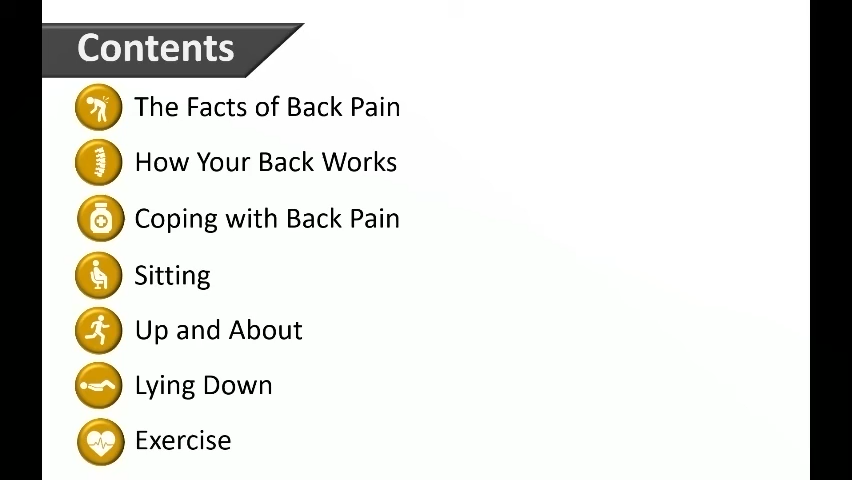 Contents
The Facts of Back Pain
How Your Back Works
Coping with Back Pain
Sitting
Up and About
Lying Down
Exercise